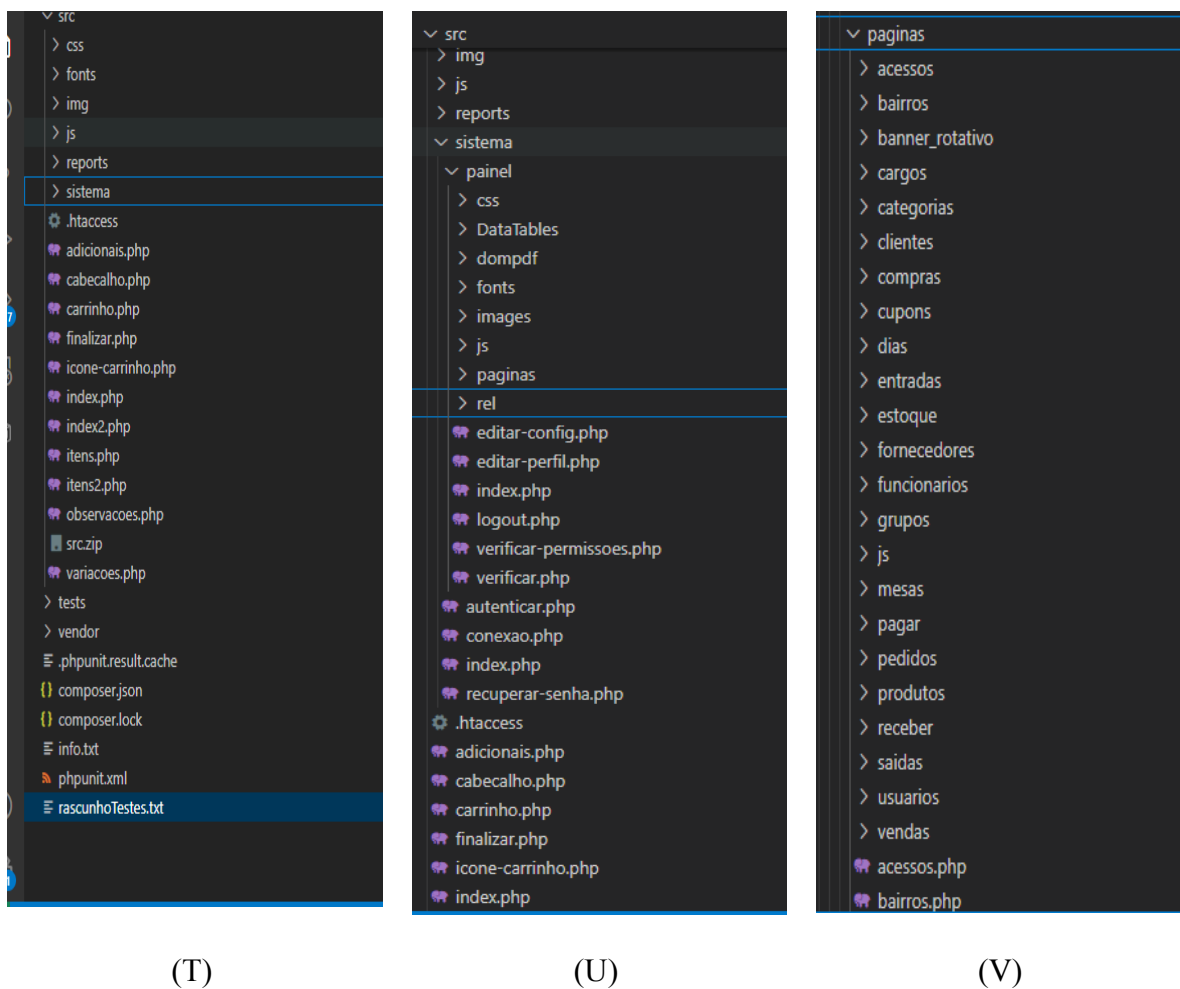 src
css
fonts
img
js
reports
sistema
.htaccess
adicionais.php
cabecalho.php
carrinho.php
finalizar.php
icone-carrinho.php
index.php
index2.php
itens.php
itens2.php
observacoes.php
src.zip
variacoes.php
tests
vendor
.phpunit.result.cache
composer.json
composer.lock
info.txt
phpunit.xml
rascunhoTestes.txt
(T)
src
img
js
reports
sistema
painel
css
DataTables
dompdf
fonts
images
js
paginas
rel
editar-config.php
editar-perfil.php
index.php
logout.php
verificar-permissoes.php
verificar.php
autenticar.php
conexao.php
index.php
recuperar-senha.php
.htaccess
adicionais.php
cabecalho.php
carrinho.php
finalizar.php
icone-carrinho.php
index.php
(U)
paginas
acessos
bairros
banner_rotativo
cargos
categorias
clientes
compras
cupons
dias
entradas
estoque
fornecedores
funcionarios
grupos
js
mesas
pagar
pedidos
produtos
receber
saidas
usuarios
vendas
acessos.php
bairros.php
(V)